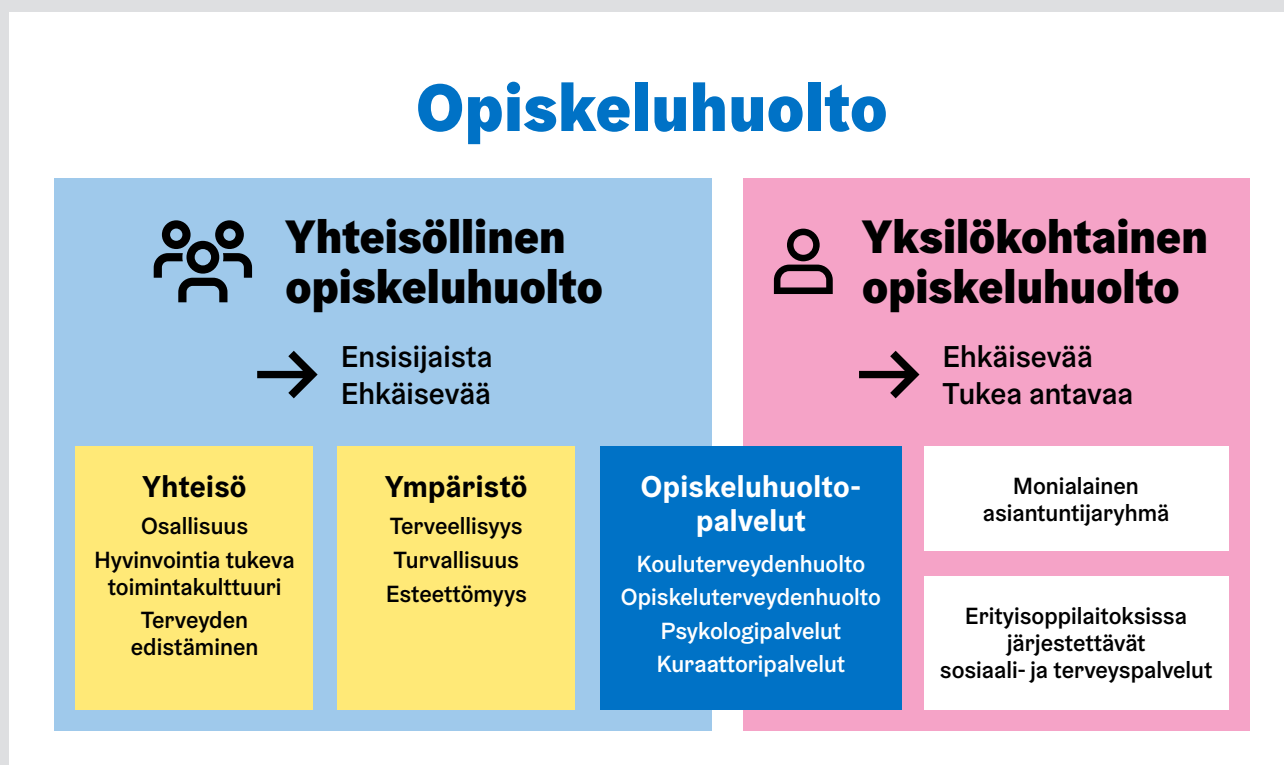 Opiskeluhuolto
Yhteisöllinen
opiskeluhuolto
Ensisijaista
Ehkäisevää
Yhteisö
Osallisuus
Hyvinvointia tukeva
toimintakulttuuri
Terveyden
edistäminen
Ympäristö
Terveellisyys
Turvallisuus
Esteettömyys
Opiskeluhuolto-
palvelut
Kouluterveydenhuolto
Opiskeluterveydenhuolto
Psykologipalvelut
Kuraattoripalvelut
Yksilökohtainen
opiskeluhuolto
Ehkäisevää
Tukea antavaa
Monialainen
asiantuntijaryhmä
Erityisoppilaitoksissa
järjestettävät
sosiaali- ja terveyspalvelut